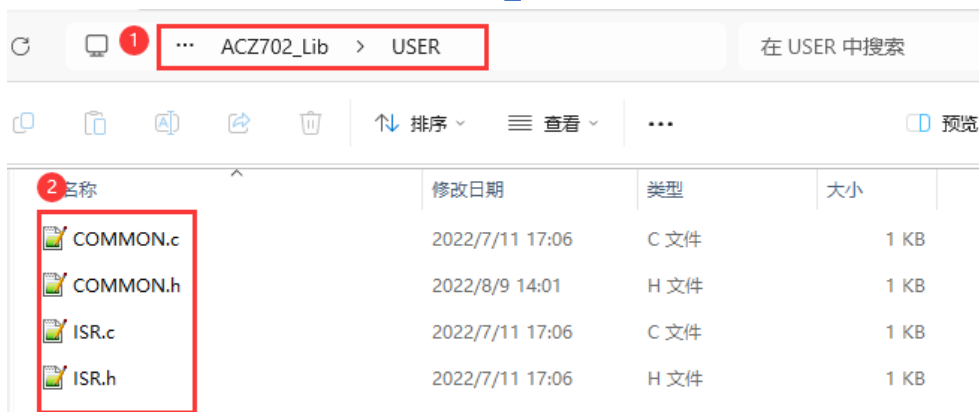 1 ... ACZ702_Lib > USER 在 USER 中搜索
排序 查看 ... 预览
2 名称 修改日期 类型 大小
COMMON.c 2022/7/11 17:06 C 文件 1 KB
COMMON.h 2022/8/9 14:01 H 文件 1 KB
ISR.c 2022/7/11 17:06 C 文件 1 KB
ISR.h 2022/7/11 17:06 H 文件 1 KB